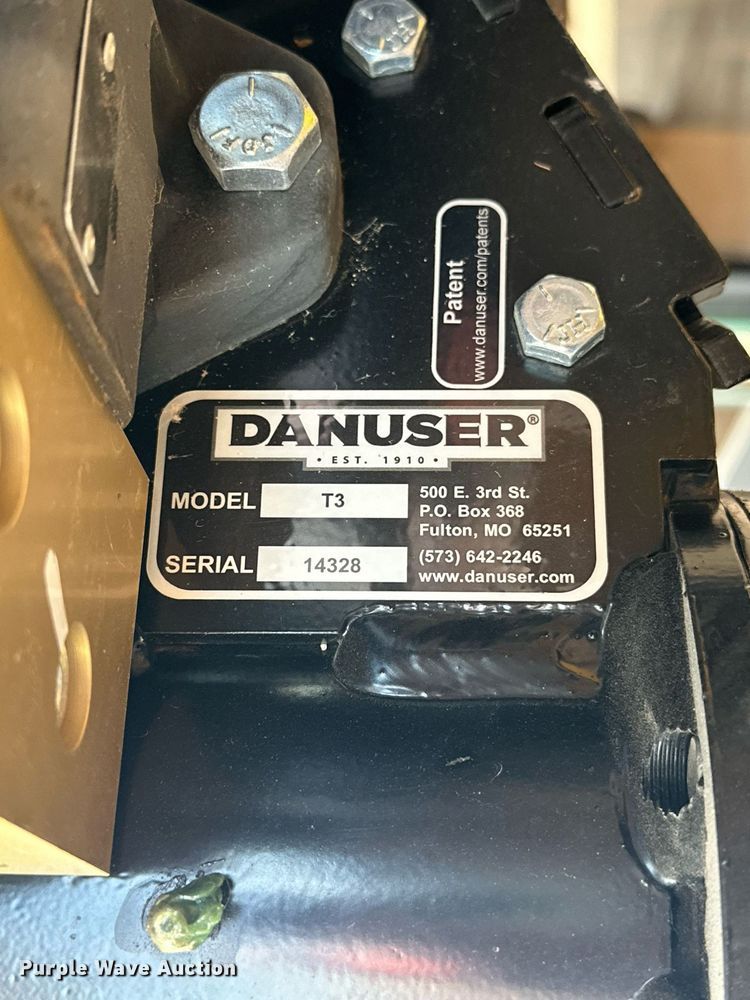 Patent
www.danuser.com/patents
DANUSER®
• EST. 1910 •
MODEL T3
SERIAL 14328
500 E. 3rd St.
P.O. Box 368
Fulton, MO 65251
(573) 642-2246
www.danuser.com
Purple Wave Auction